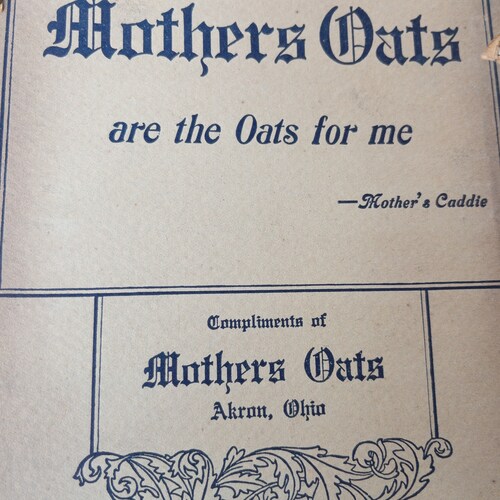 Mothers Oats
are the Oats for me
—Mother's Caddie
Compliments of
Mothers Oats
Akron, Ohio